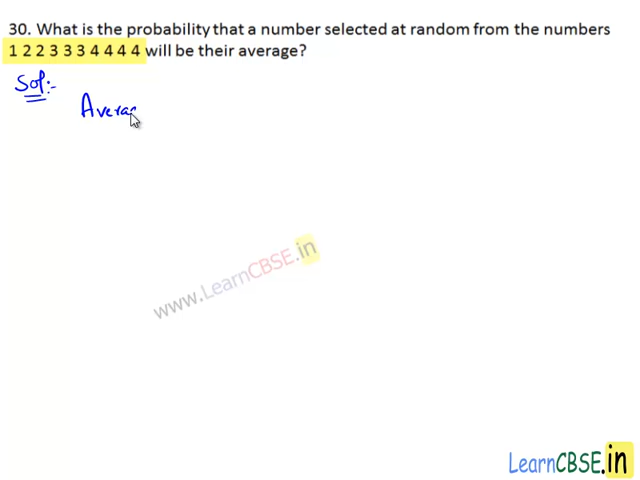 30. What is the probability that a number selected at random from the numbers
1 2 2 3 3 3 4 4 4 4 will be their average?
Sol:-
Avera
www.LearnCBSE.in
LearnCBSE.in